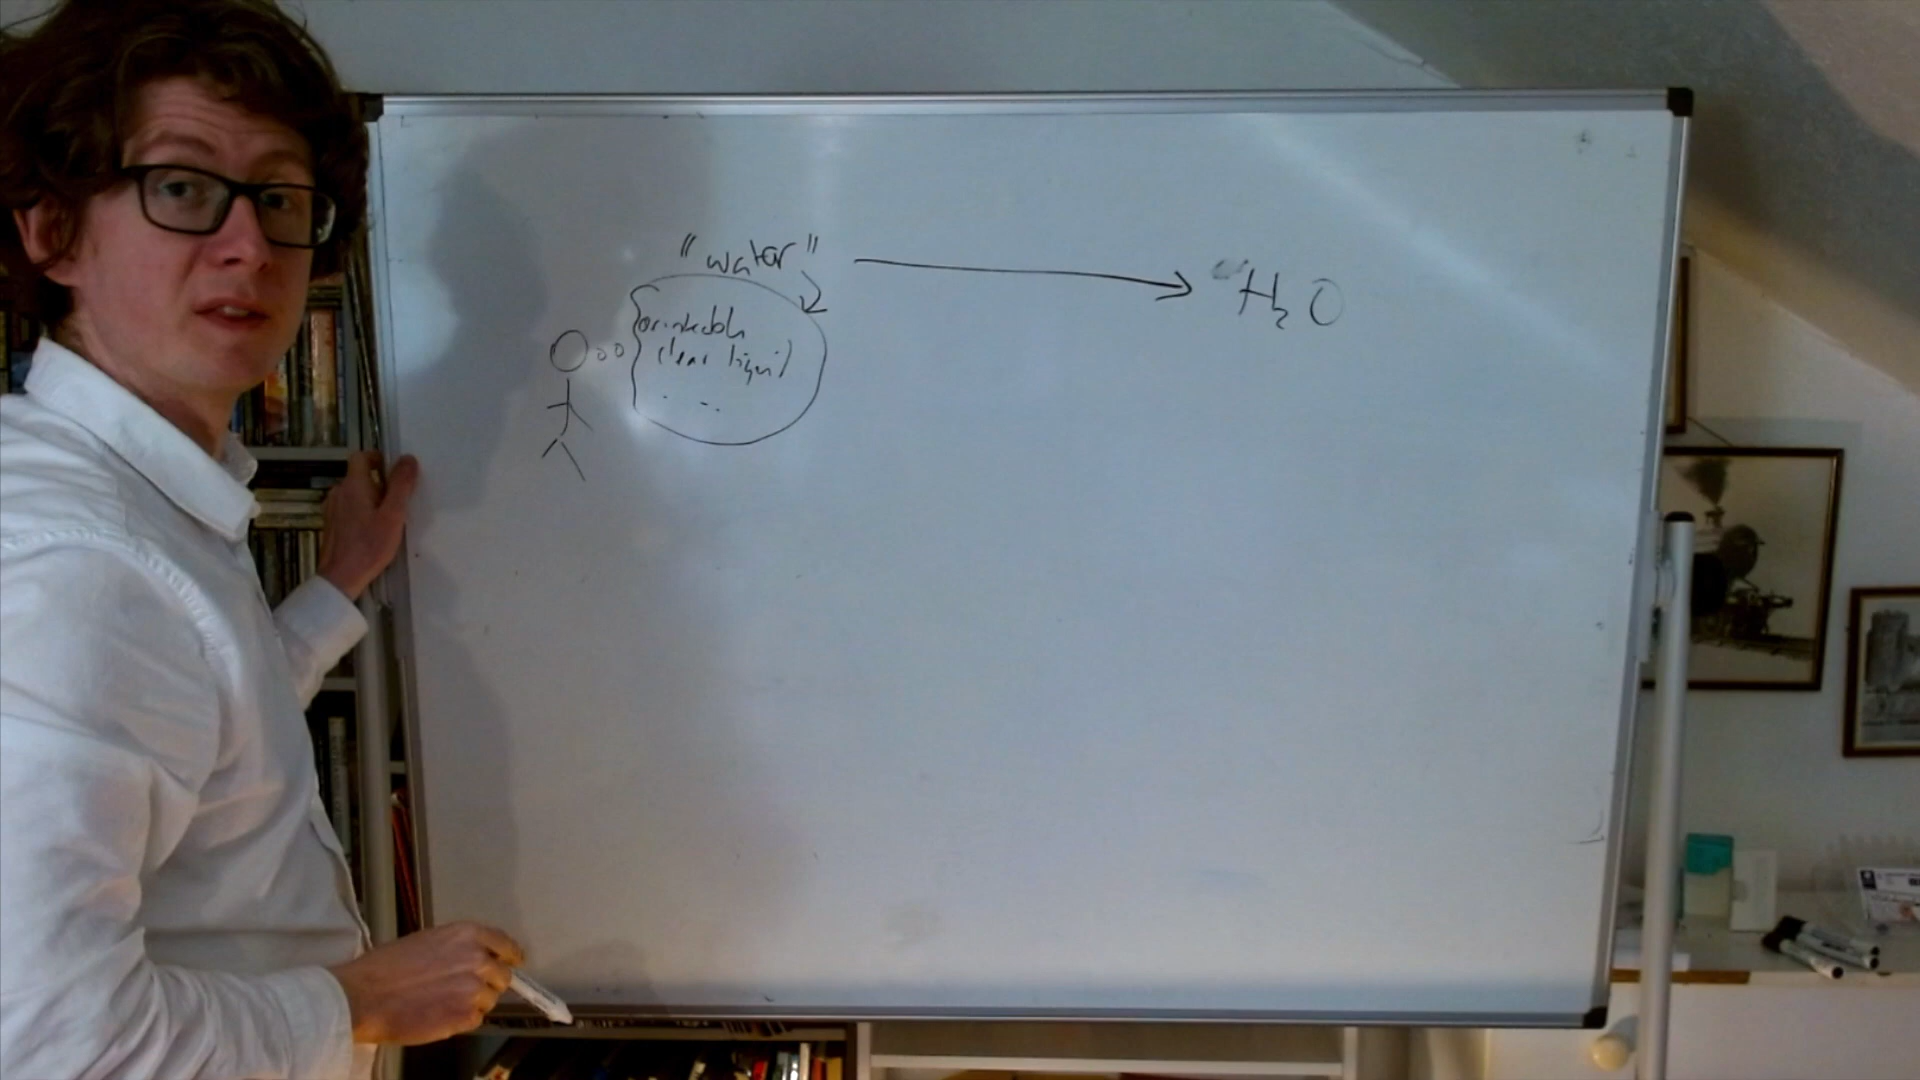 "water"
H₂O
drinkable
clear liquid
...